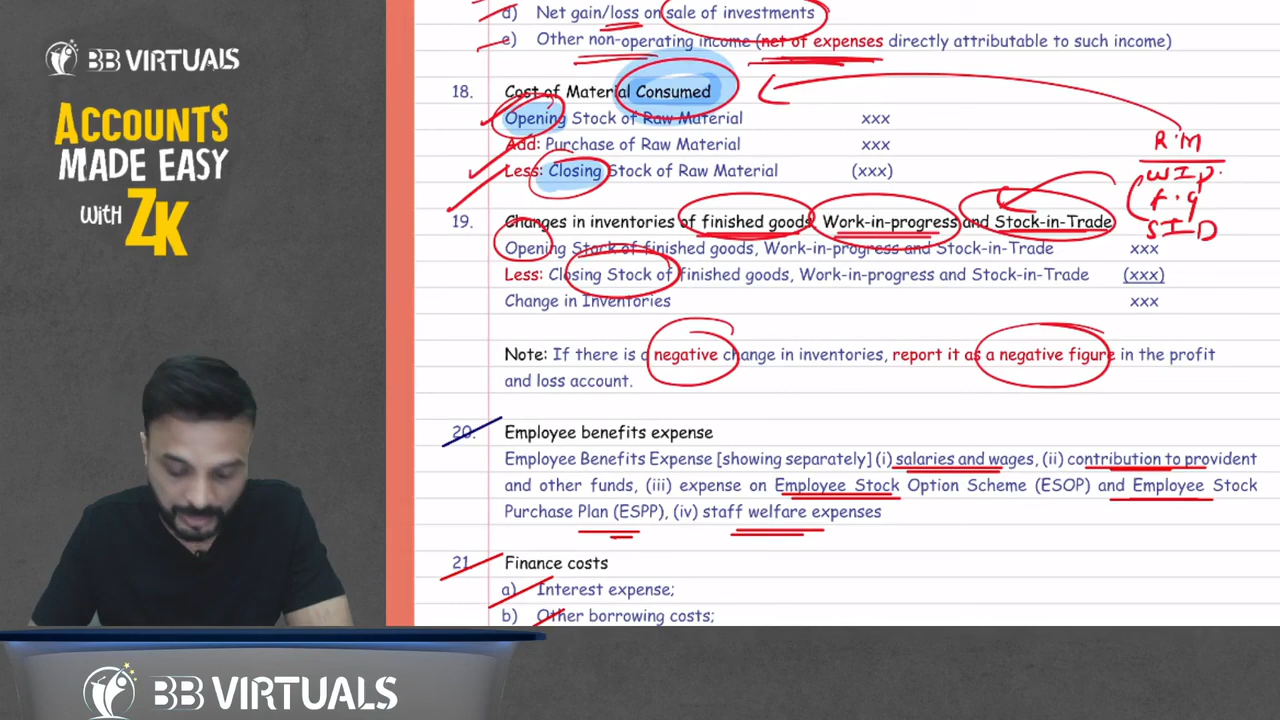 BB VIRTUALS
ACCOUNTS
MADE EASY
WITH ZK
d) Net gain/loss on sale of investments
e) Other non-operating income (net of expenses directly attributable to such income)
18. Cost of Material Consumed
Opening Stock of Raw Material xxx
Add: Purchase of Raw Material xxx
Less: Closing Stock of Raw Material (xxx)
R.M
WIP.
F.G
SID
19. Changes in inventories of finished goods, Work-in-progress and Stock-in-Trade
Opening Stock of finished goods, Work-in-progress and Stock-in-Trade xxx
Less: Closing Stock of finished goods, Work-in-progress and Stock-in-Trade (xxx)
Change in Inventories xxx
Note: If there is a negative change in inventories, report it as a negative figure in the profit
and loss account.
20. Employee benefits expense
Employee Benefits Expense [showing separately] (i) salaries and wages, (ii) contribution to provident
and other funds, (iii) expense on Employee Stock Option Scheme (ESOP) and Employee Stock
Purchase Plan (ESPP), (iv) staff welfare expenses
21. Finance costs
a) Interest expense;
b) Other borrowing costs;
BB VIRTUALS